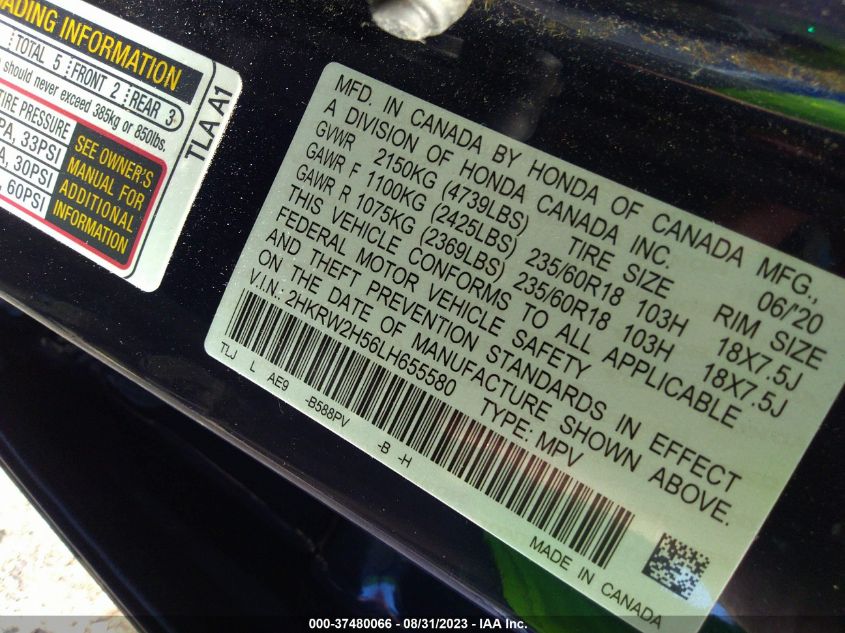 ADING INFORMATION
TOTAL 5 FRONT 2 REAR 3
should never exceed 385kg or 850lbs.
TIRE PRESSURE
PA, 33PSI
A, 30PSI
, 60PSI
SEE OWNER'S
MANUAL FOR
ADDITIONAL
INFORMATION
TLA A1
MFD. IN CANADA BY HONDA OF CANADA MFG.,
A DIVISION OF HONDA CANADA INC. 06/'20
GVWR 2150KG (4739LBS) TIRE SIZE RIM SIZE
GAWR F 1100KG (2425LBS) 235/60R18 103H 18X7.5J
GAWR R 1075KG (2369LBS) 235/60R18 103H 18X7.5J
THIS VEHICLE CONFORMS TO ALL APPLICABLE
FEDERAL MOTOR VEHICLE SAFETY
AND THEFT PREVENTION STANDARDS IN EFFECT
ON THE DATE OF MANUFACTURE SHOWN ABOVE.
V.I.N.: 2HKRW2H56LH655580 TYPE: MPV
TLJ L AE9 -B588PV -B -H
MADE IN CANADA
000-37480066 - 08/31/2023 - IAA Inc.